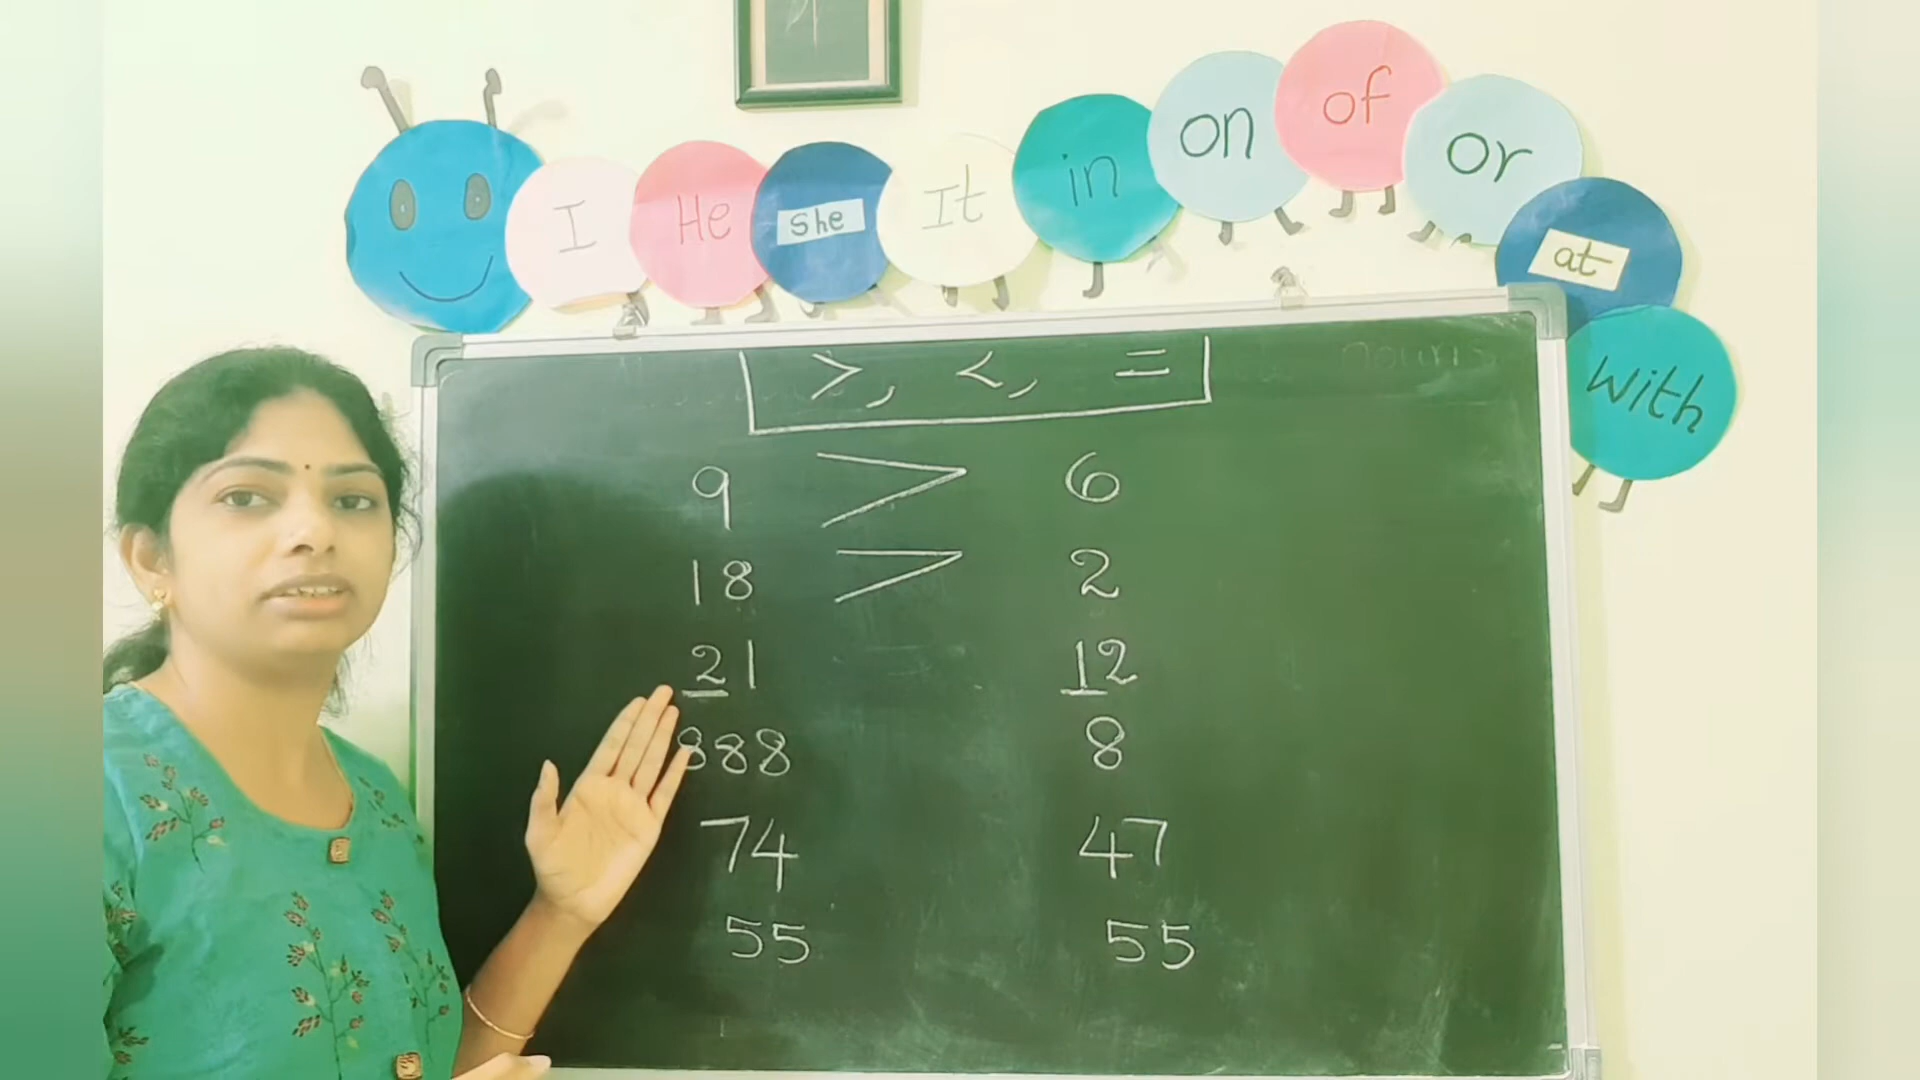 I He she It in on of or at with
nouns
>, <, =
9 > 6
18 > 2
21 12
888 8
74 47
55 55